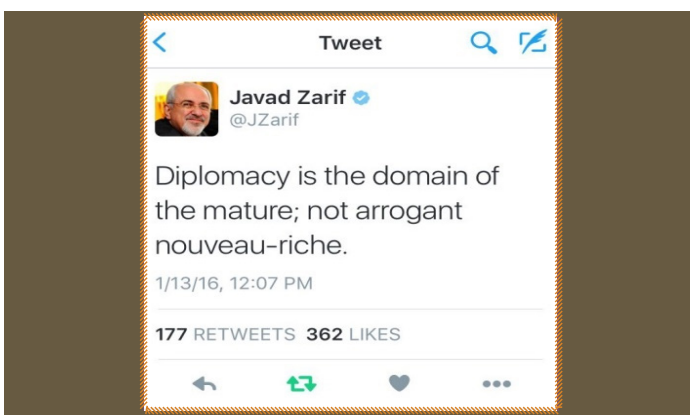 Tweet
Javad Zarif
@JZarif
Diplomacy is the domain of
the mature; not arrogant
nouveau-riche.
1/13/16, 12:07 PM
177 RETWEETS 362 LIKES